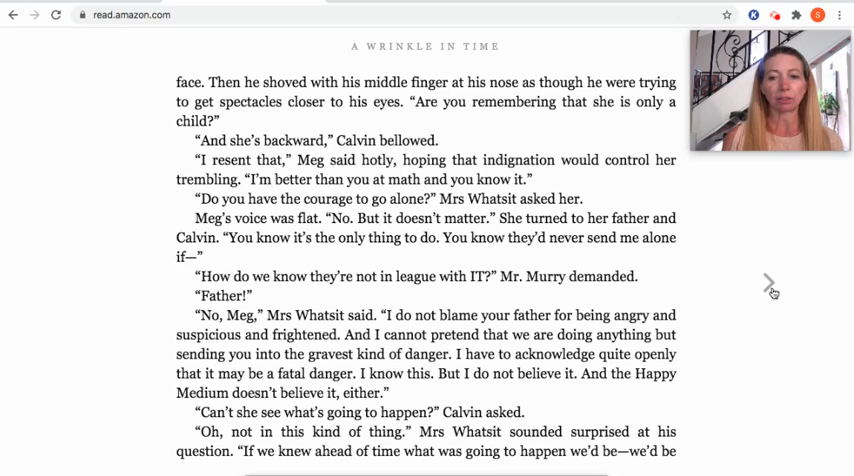 read.amazon.com
S
A WRINKLE IN TIME
face. Then he shoved with his middle finger at his nose as though he were trying
to get spectacles closer to his eyes. “Are you remembering that she is only a
child?”
“And she's backward,” Calvin bellowed.
“I resent that,” Meg said hotly, hoping that indignation would control her
trembling. “I'm better than you at math and you know it.”
“Do you have the courage to go alone?” Mrs Whatsit asked her.
Meg's voice was flat. “No. But it doesn't matter.” She turned to her father and
Calvin. “You know it's the only thing to do. You know they'd never send me alone
if—”
“How do we know they're not in league with IT?” Mr. Murry demanded.
“Father!”
“No, Meg,” Mrs Whatsit said. “I do not blame your father for being angry and
suspicious and frightened. And I cannot pretend that we are doing anything but
sending you into the gravest kind of danger. I have to acknowledge quite openly
that it may be a fatal danger. I know this. But I do not believe it. And the Happy
Medium doesn't believe it, either.”
“Can't she see what's going to happen?” Calvin asked.
“Oh, not in this kind of thing.” Mrs Whatsit sounded surprised at his
question. “If we knew ahead of time what was going to happen we'd be—we'd be